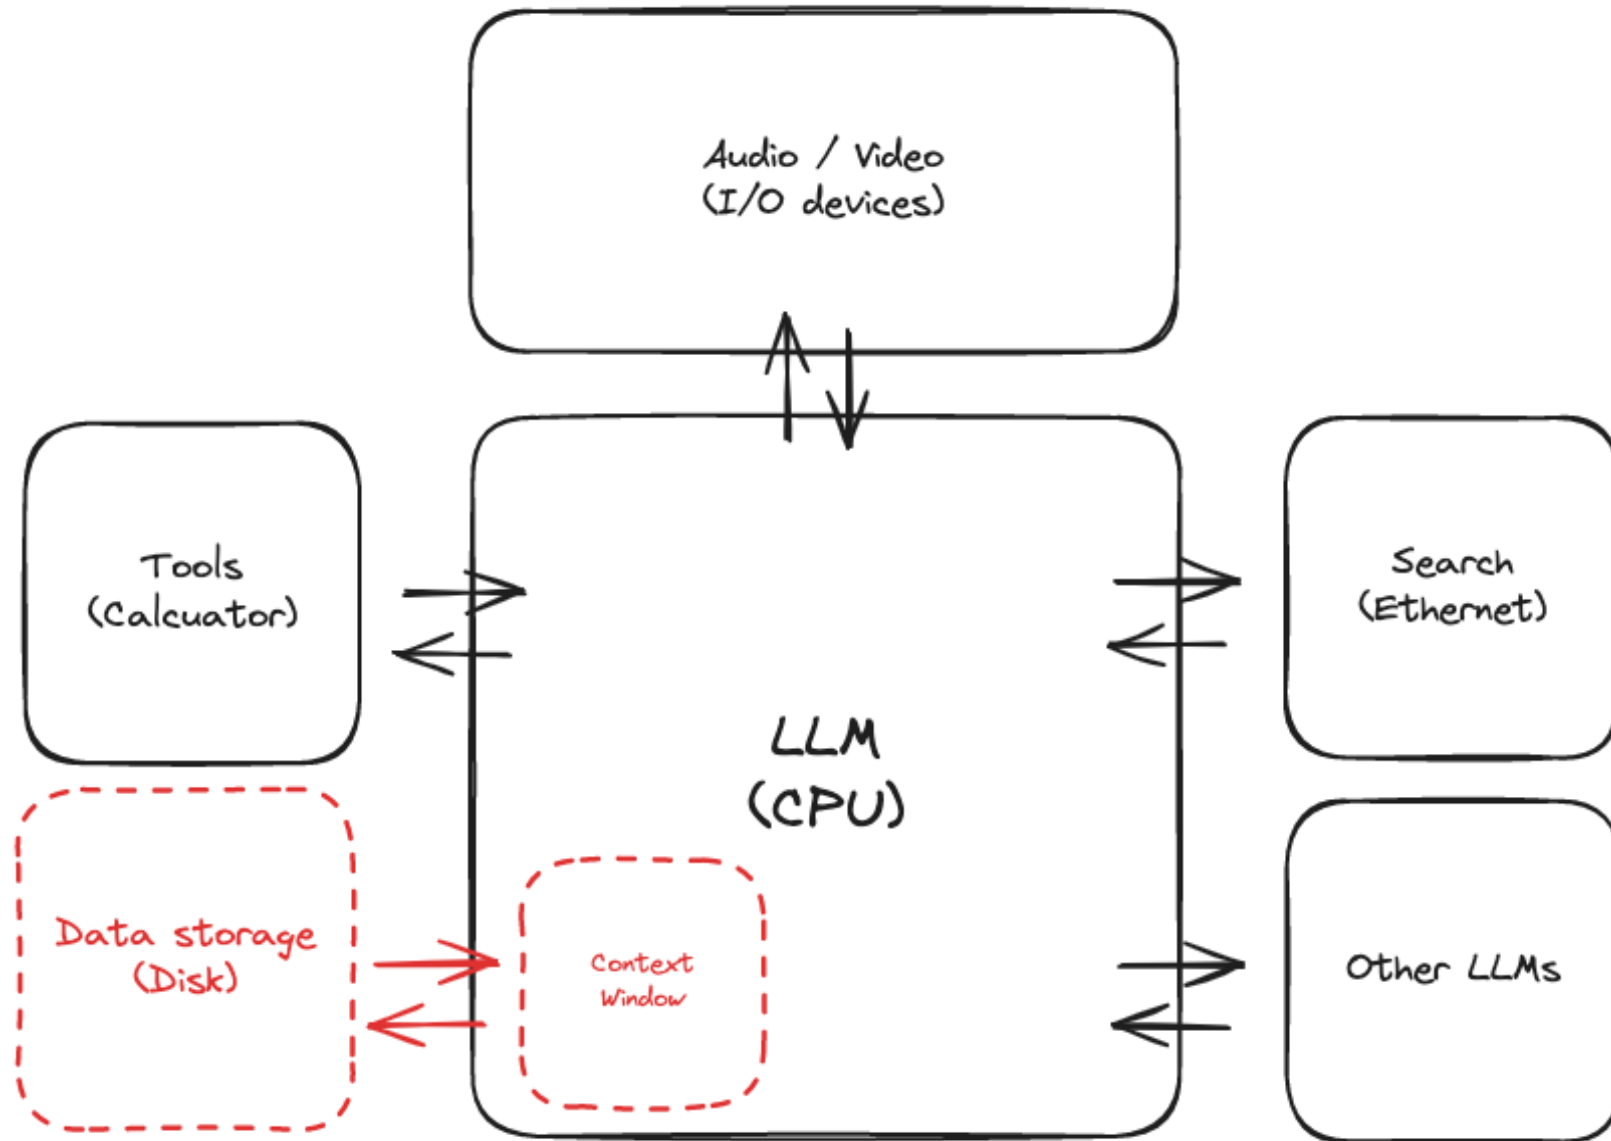 Audio / Video
(I/O devices)
Tools
(Calcuator)
Search
(Ethernet)
LLM
(CPU)
Data storage
(Disk)
Context
Window
Other LLMs